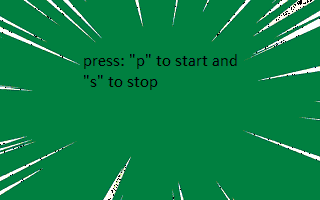 press: "p" to start and
"s" to stop